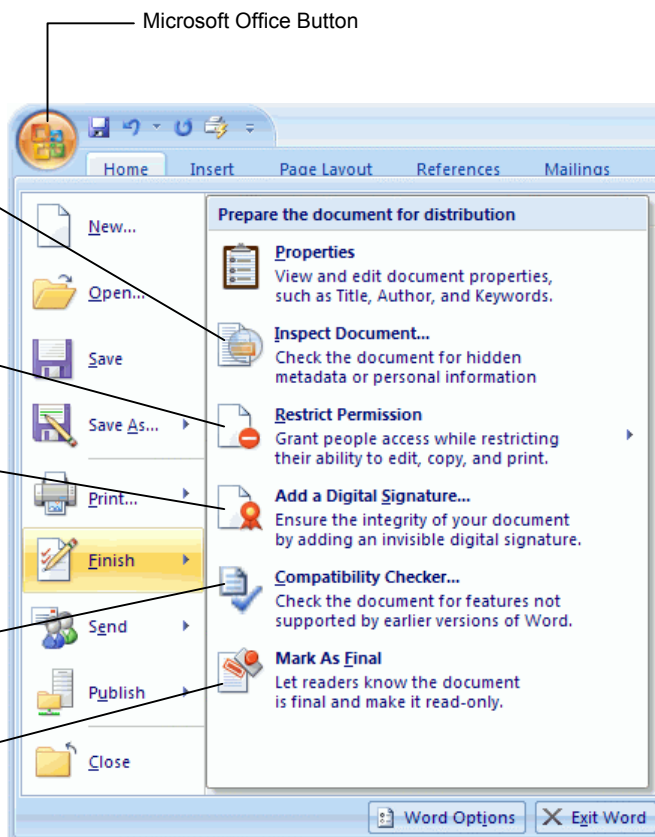 Microsoft Office Button
Home Insert Page Layout References Mailings
New...
Open...
Save
Save As...
Print...
Finish
Send
Publish
Close
Prepare the document for distribution
Properties
View and edit document properties,
such as Title, Author, and Keywords.
Inspect Document...
Check the document for hidden
metadata or personal information
Restrict Permission
Grant people access while restricting
their ability to edit, copy, and print.
Add a Digital Signature...
Ensure the integrity of your document
by adding an invisible digital signature.
Compatibility Checker...
Check the document for features not
supported by earlier versions of Word.
Mark As Final
Let readers know the document
is final and make it read-only.
Word Options
Exit Word